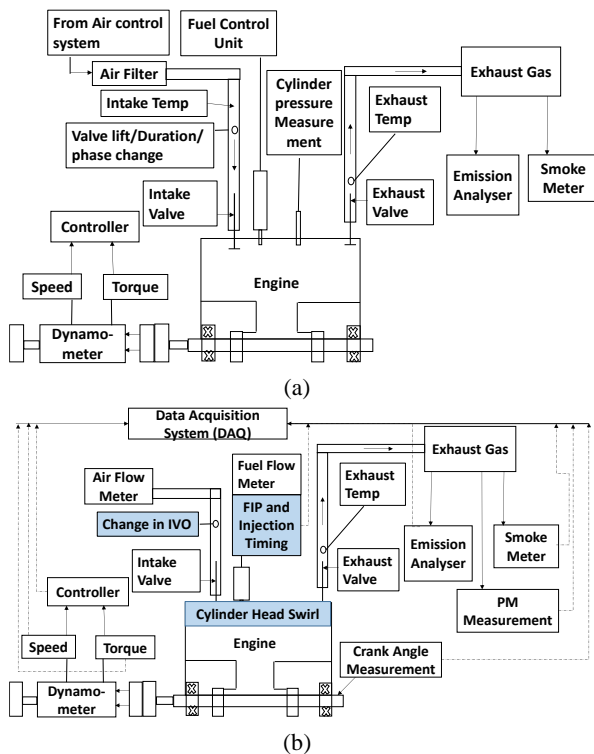 From Air control
system
Fuel Control
Unit
Air Filter
Intake Temp
Valve lift/Duration/
phase change
Intake
Valve
Cylinder
pressure
Measure
ment
Exhaust
Temp
Exhaust
Valve
Exhaust Gas
Emission
Analyser
Smoke
Meter
Controller
Speed
Torque
Dynamo-
meter
Engine
(a)
Data Acquisition
System (DAQ)
Air Flow
Meter
Fuel Flow
Meter
FIP and
Injection
Timing
Change in IVO
Intake
Valve
Exhaust
Temp
Exhaust
Valve
Exhaust Gas
Emission
Analyser
Smoke
Meter
PM
Measurement
Controller
Speed
Torque
Dynamo-
meter
Cylinder Head Swirl
Engine
Crank Angle
Measurement
(b)